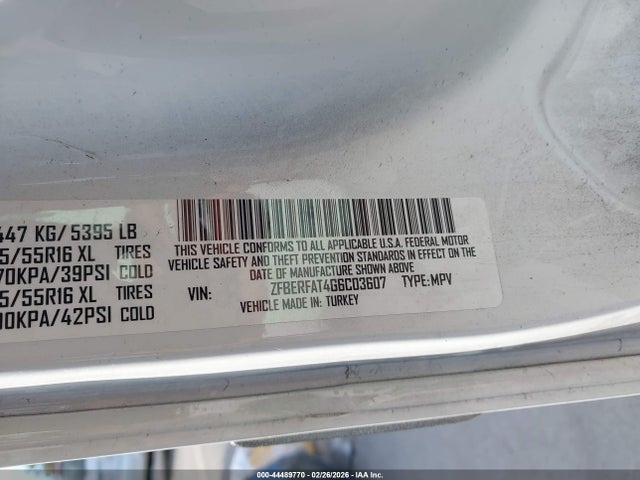 447 KG/ 5395 LB
5/55R16 XL TIRES
70KPA/39PSI COLD
5/55R16 XL TIRES
00KPA/42PSI COLD
THIS VEHICLE CONFORMS TO ALL APPLICABLE U.S.A. FEDERAL MOTOR
VEHICLE SAFETY AND THEFT PREVENTION STANDARDS IN EFFECT ON THE
DATE OF MANUFACTURE SHOWN ABOVE
VIN: ZFBERFAT4G6C03607 TYPE:MPV
VEHICLE MADE IN: TURKEY
000-44489770 - 02/26/2026 - IAA Inc.